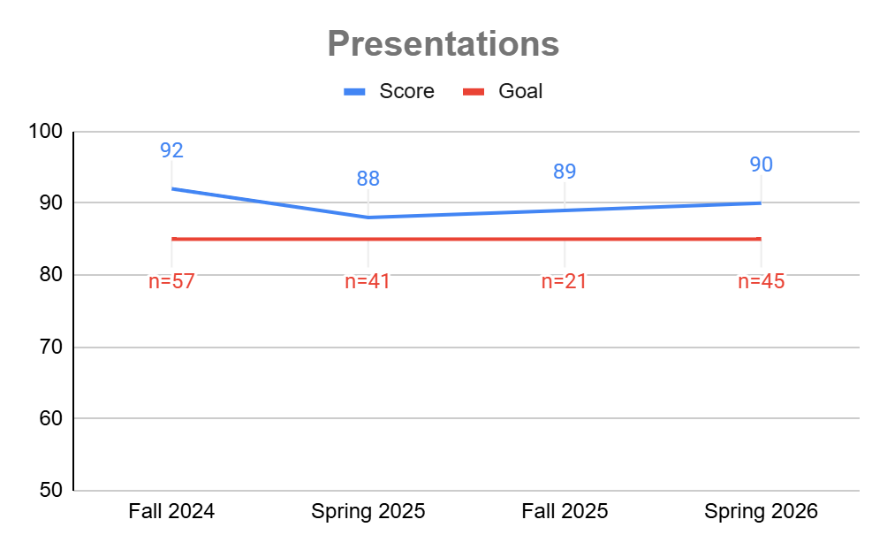 Presentations
Score Goal
100
92
88
89
90
90
80
n=57 n=41 n=21 n=45
70
60
50
Fall 2024 Spring 2025 Fall 2025 Spring 2026